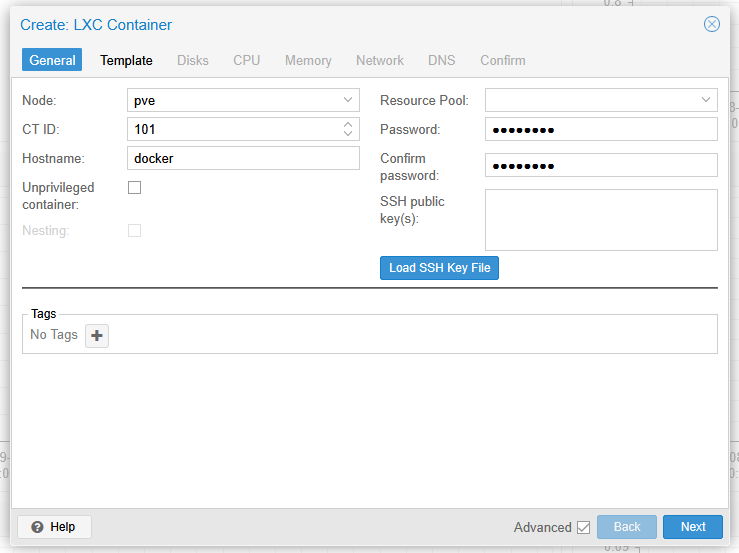 Create: LXC Container
General Template Disks CPU Memory Network DNS Confirm
Node: pve Resource Pool:
CT ID: 101 Password: ●●●●●●●●
Hostname: docker Confirm password: ●●●●●●●●
Unprivileged container:
SSH public key(s):
Nesting:
Load SSH Key File
Tags
No Tags
Help Advanced Back Next